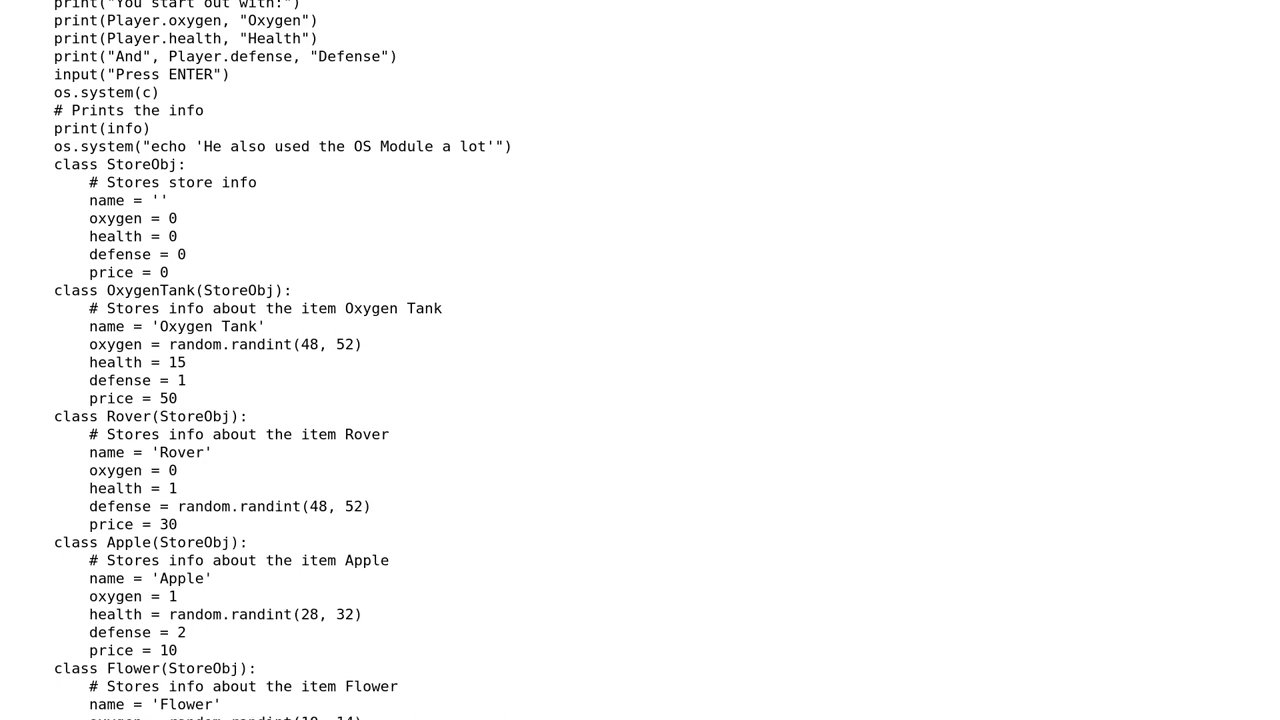 print("You start out with:")
print(Player.oxygen, "Oxygen")
print(Player.health, "Health")
print("And", Player.defense, "Defense")
input("Press ENTER")
os.system(c)
# Prints the info
print(info)
os.system("echo 'He also used the OS Module a lot'")
class StoreObj:
    # Stores store info
    name = ''
    oxygen = 0
    health = 0
    defense = 0
    price = 0
class OxygenTank(StoreObj):
    # Stores info about the item Oxygen Tank
    name = 'Oxygen Tank'
    oxygen = random.randint(48, 52)
    health = 15
    defense = 1
    price = 50
class Rover(StoreObj):
    # Stores info about the item Rover
    name = 'Rover'
    oxygen = 0
    health = 1
    defense = random.randint(48, 52)
    price = 30
class Apple(StoreObj):
    # Stores info about the item Apple
    name = 'Apple'
    oxygen = 1
    health = random.randint(28, 32)
    defense = 2
    price = 10
class Flower(StoreObj):
    # Stores info about the item Flower
    name = 'Flower'